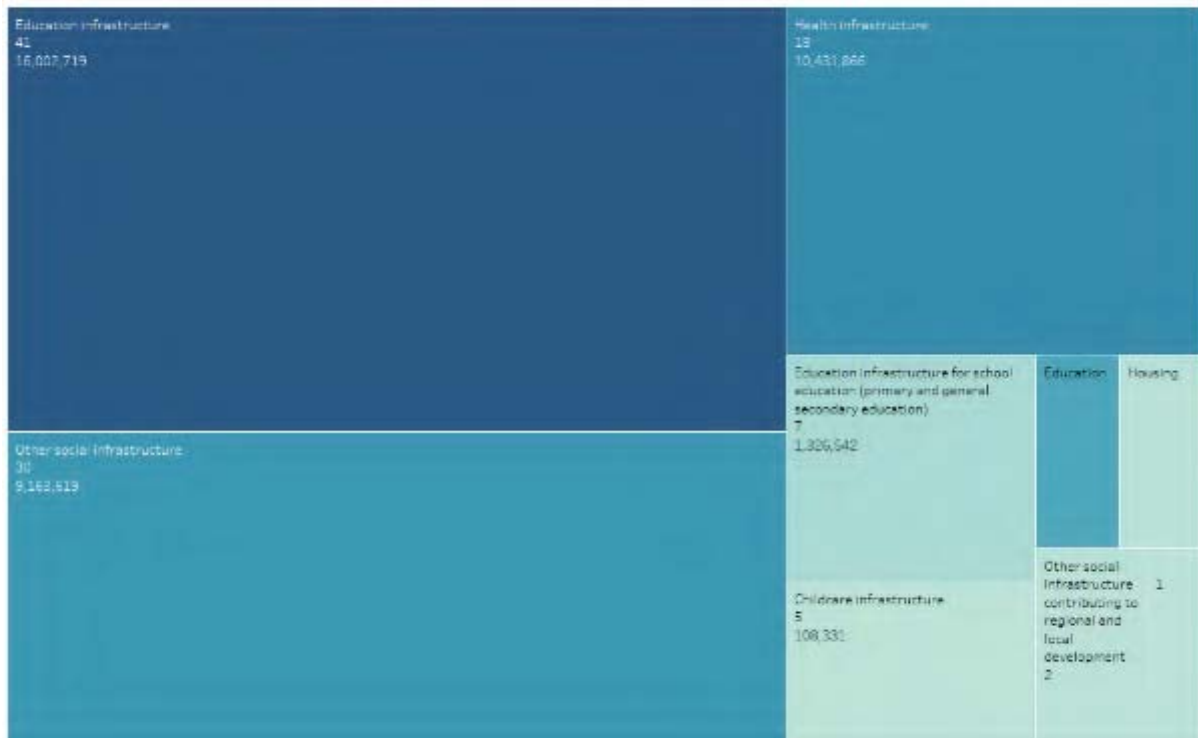 Education infrastructure
41
16,002,719
Health infrastructure
18
10,431,866
Education infrastructure for school
education (primary and general
secondary education)
7
1,326,542
Education
Housing
Other social infrastructure
30
9,163,619
Childcare infrastructure
5
108,331
Other social
infrastructure
contributing to
regional and
local
development
2
1